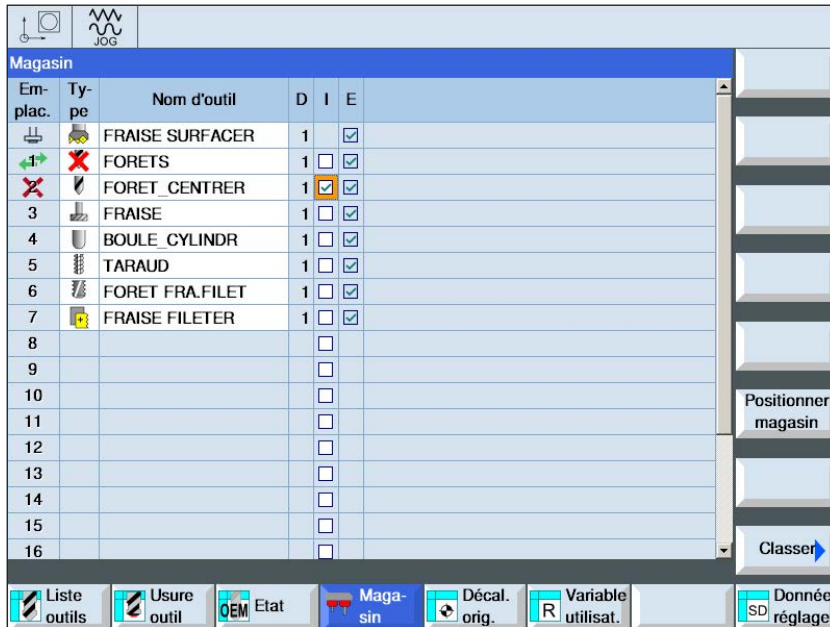 JOG
Magasin
Em-plac. Ty-pe Nom d'outil D I E
FRAISE SURFACER 1
1 FORETS 1
2 FORET_CENTRER 1
3 FRAISE 1
4 BOULE_CYLINDR 1
5 TARAUD 1
6 FORET FRA.FILET 1
7 FRAISE FILETER 1
8
9
10
11
12
13
14
15
16
Positionner
magasin
Classer
Liste
outils
Usure
outil
OEM Etat
Maga-
sin
Décal.
orig.
R Variable
utilisat.
SD Donnée
réglage